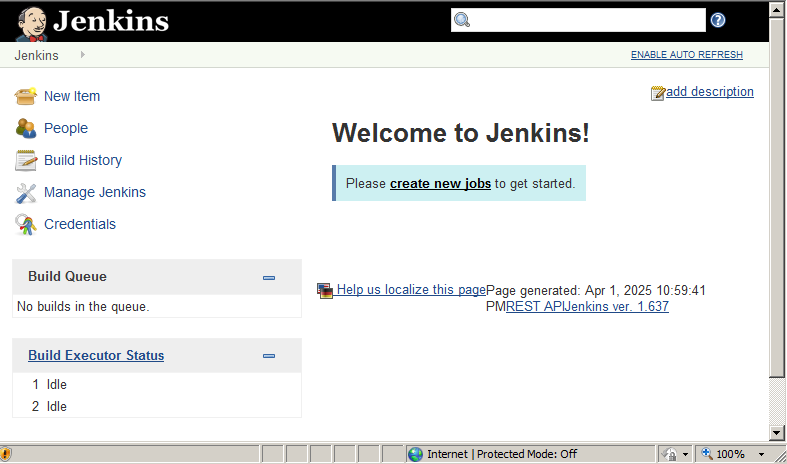 Jenkins
Jenkins
ENABLE AUTO REFRESH
New Item
People
Build History
Manage Jenkins
Credentials
add description
Welcome to Jenkins!
Please create new jobs to get started.
Build Queue
No builds in the queue.
Build Executor Status
1 Idle
2 Idle
Help us localize this page
Page generated: Apr 1, 2025 10:59:41
PMREST APIJenkins ver. 1.637
Internet | Protected Mode: Off
100%